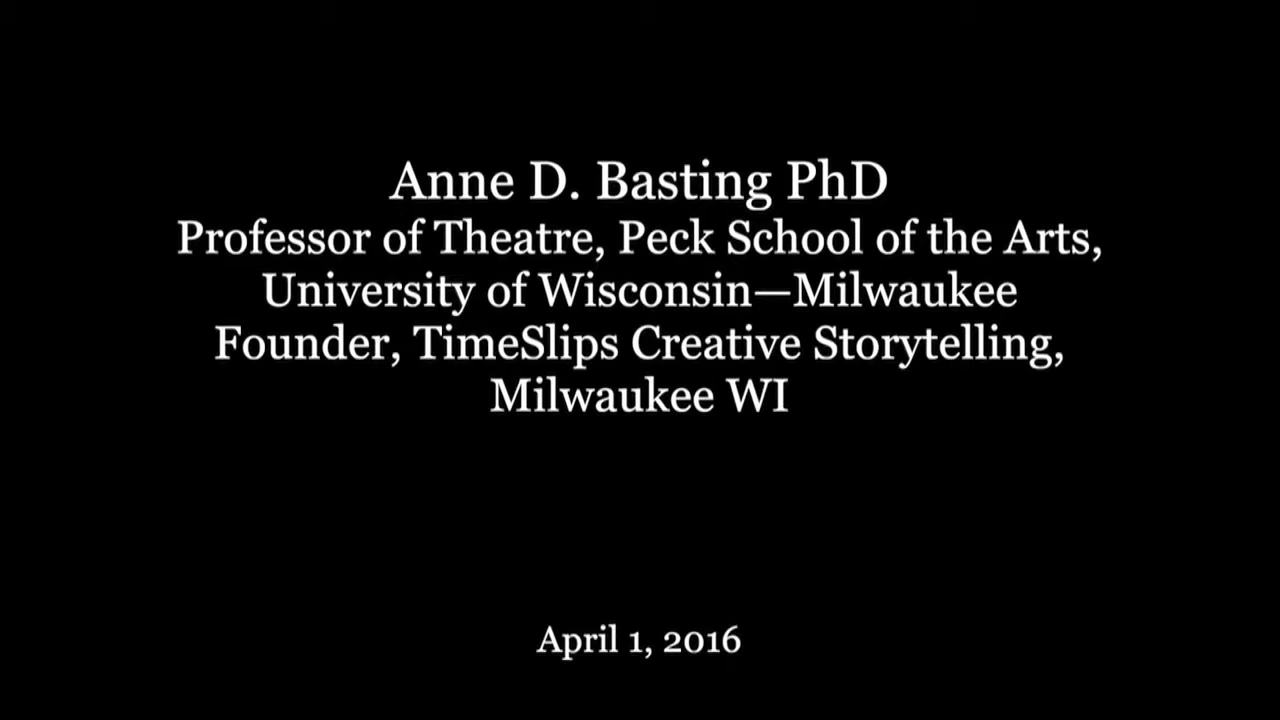 Anne D. Basting PhD
Professor of Theatre, Peck School of the Arts,
University of Wisconsin—Milwaukee
Founder, TimeSlips Creative Storytelling,
Milwaukee WI
April 1, 2016